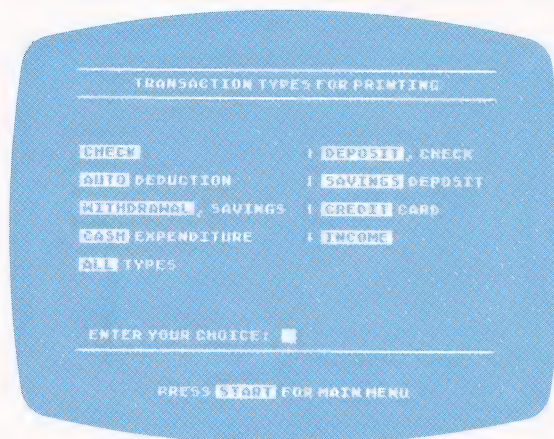 TRANSACTION TYPES FOR PRINTING
CHECK : DEPOSIT, CHECK
AUTO DEDUCTION : SAVINGS DEPOSIT
WITHDRAWAL, SAVINGS : CREDIT CARD
CASH EXPENDITURE : INCOME
ALL TYPES
ENTER YOUR CHOICE:
PRESS START FOR MAIN MENU